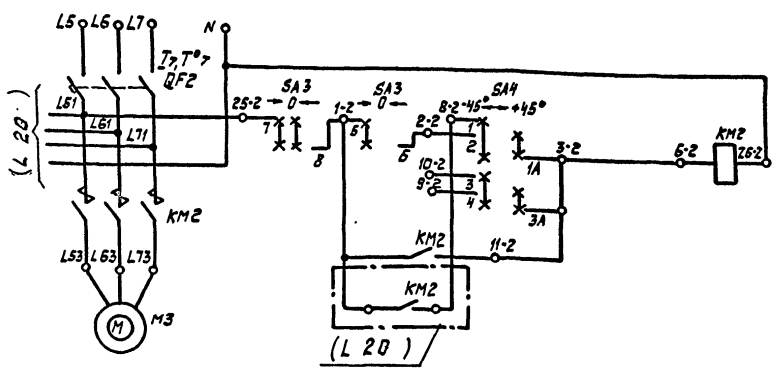 L5 L6 L7 N
I>, T°>
QF2
SA3 SA3 SA4
0 0 -45° +45°
L51 25-2 1-2 2-2 8-2
L61 7 6 1
L71 8 Б 2
(L 20 ) 10-2 3 1A 3-2 6-2 KM2 26-2
9-2 4 3A
KM2
L53 L63 L73 KM2 11-2
KM2
M M3
(L 20 )